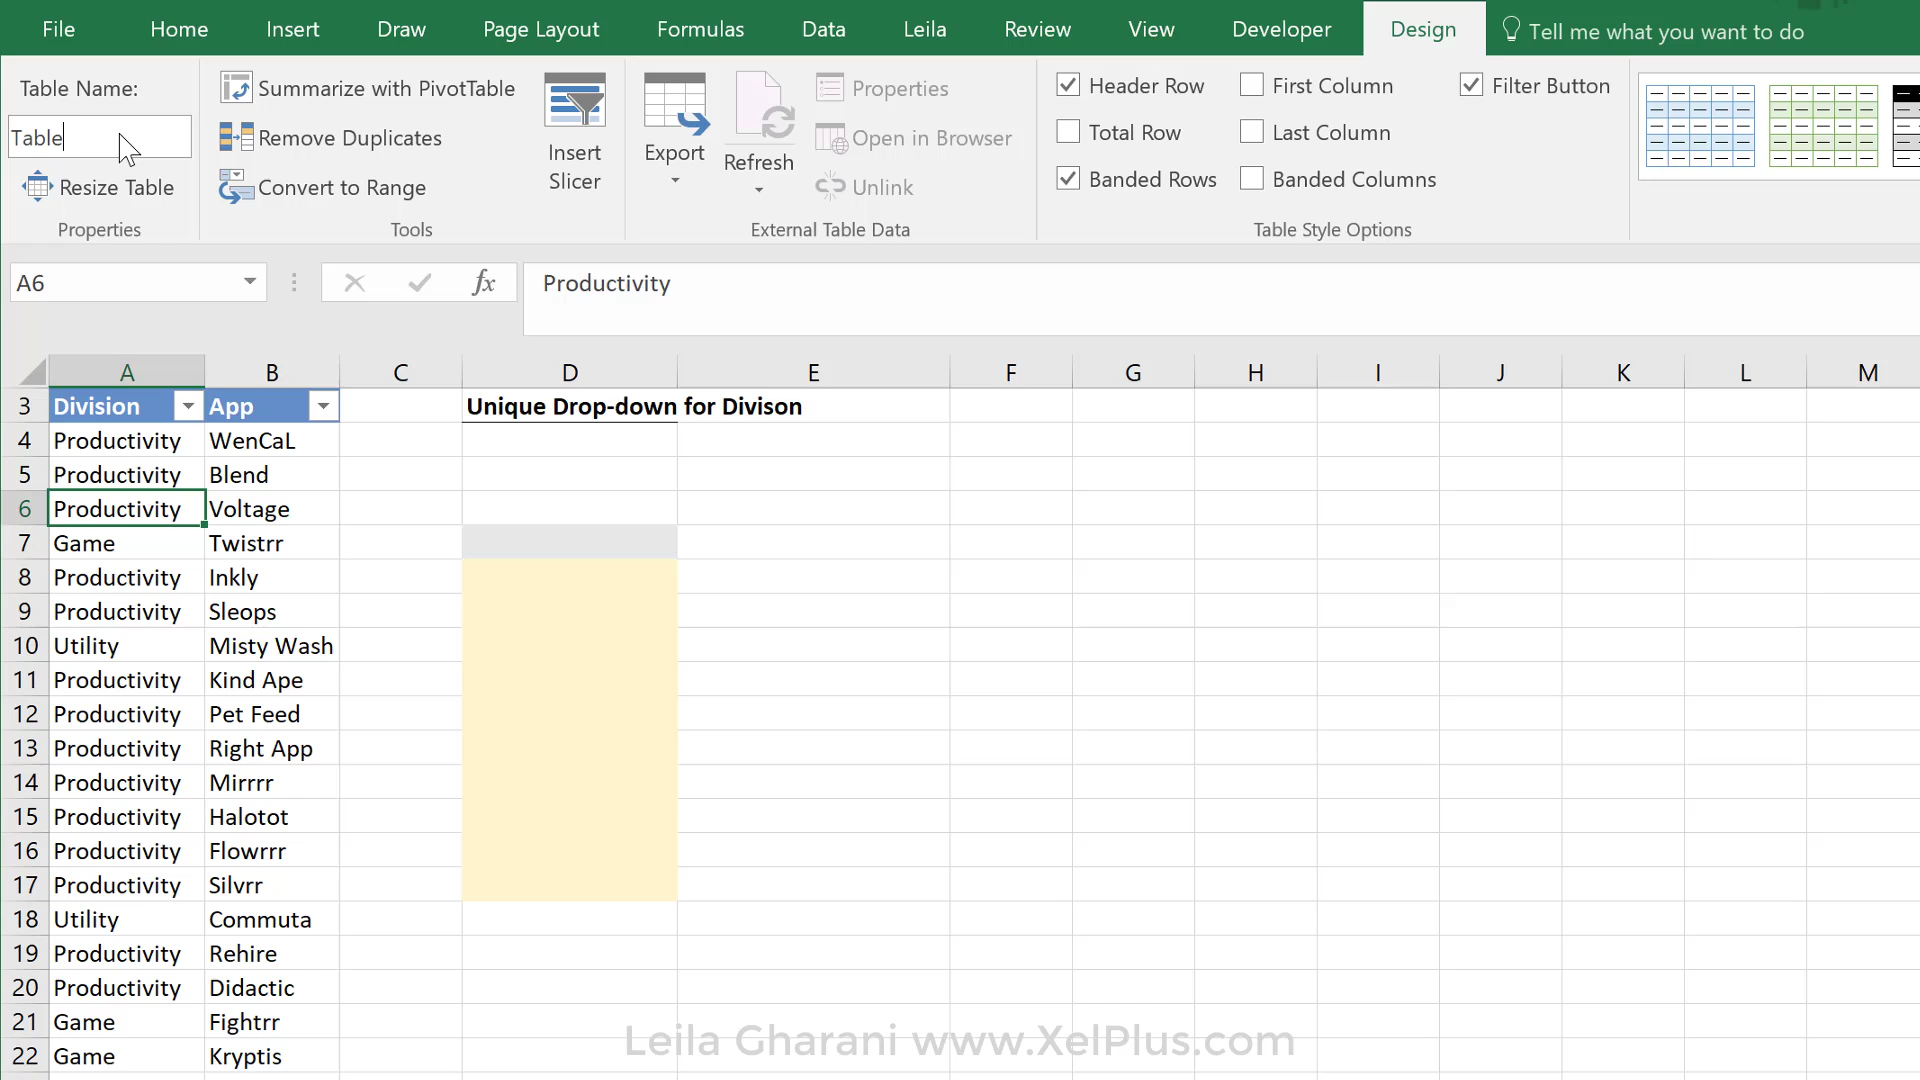 File Home Insert Draw Page Layout Formulas Data Leila Review View Developer Design Tell me what you want to do
Table Name:
Table
Resize Table
Properties
Summarize with PivotTable
Remove Duplicates
Convert to Range
Insert
Slicer
Tools
Export
Refresh
Properties
Open in Browser
Unlink
External Table Data
Header Row First Column Filter Button
Total Row Last Column
Banded Rows Banded Columns
Table Style Options
A6 fx Productivity
A B C D E F G H I J K L M
3 Division App Unique Drop-down for Divison
4 Productivity WenCaL
5 Productivity Blend
6 Productivity Voltage
7 Game Twistrr
8 Productivity Inkly
9 Productivity Sleops
10 Utility Misty Wash
11 Productivity Kind Ape
12 Productivity Pet Feed
13 Productivity Right App
14 Productivity Mirrrr
15 Productivity Halotot
16 Productivity Flowrrr
17 Productivity Silvrr
18 Utility Commuta
19 Productivity Rehire
20 Productivity Didactic
21 Game Fightrr
22 Game Kryptis
Leila Gharani www.XelPlus.com